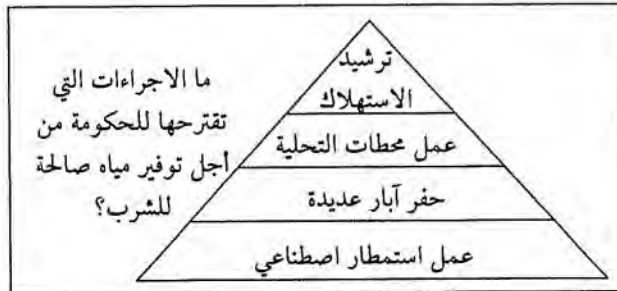 ما الاجراءات التي
تقترحها للحكومة من
أجل توفير مياه صالحة
للشرب؟
ترشيد
الاستهلاك
عمل محطات التحلية
حفر آبار عديدة
عمل استمطار اصطناعي